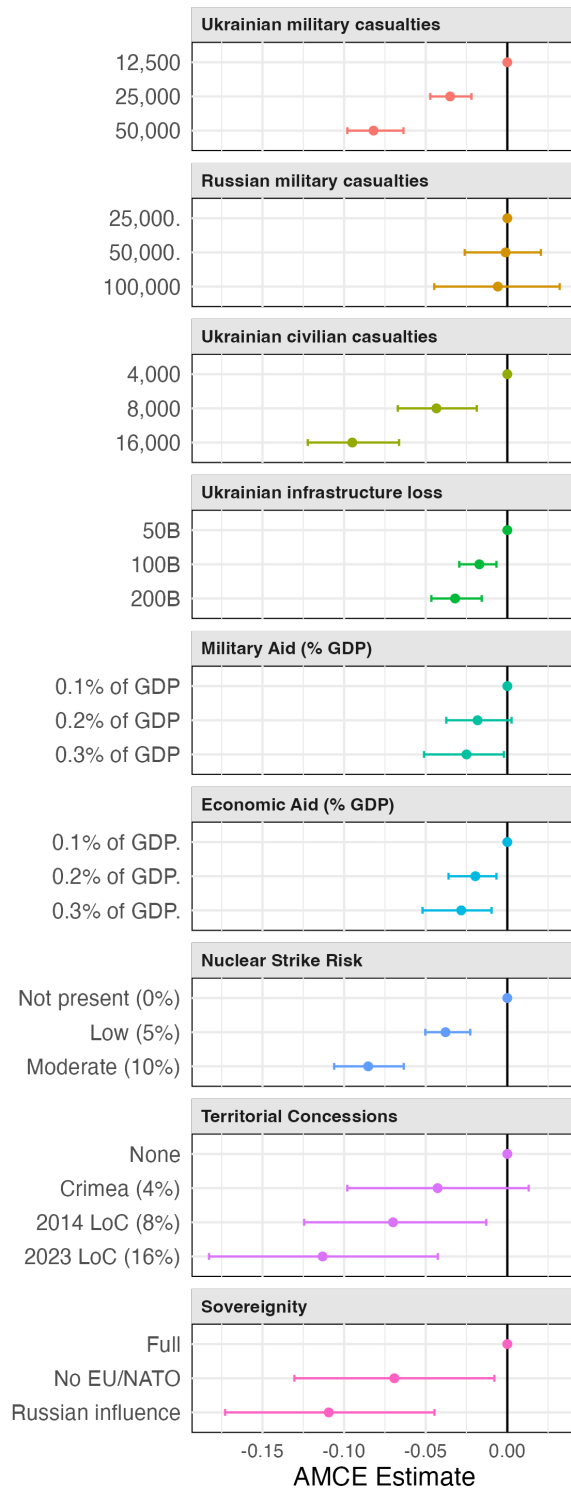 Ukrainian military casualties
12,500
25,000
50,000
Russian military casualties
25,000.
50,000.
100,000
Ukrainian civilian casualties
4,000
8,000
16,000
Ukrainian infrastructure loss
50B
100B
200B
Military Aid (% GDP)
0.1% of GDP
0.2% of GDP
0.3% of GDP
Economic Aid (% GDP)
0.1% of GDP.
0.2% of GDP.
0.3% of GDP.
Nuclear Strike Risk
Not present (0%)
Low (5%)
Moderate (10%)
Territorial Concessions
None
Crimea (4%)
2014 LoC (8%)
2023 LoC (16%)
Sovereignity
Full
No EU/NATO
Russian influence
-0.15 -0.10 -0.05 0.00
AMCE Estimate